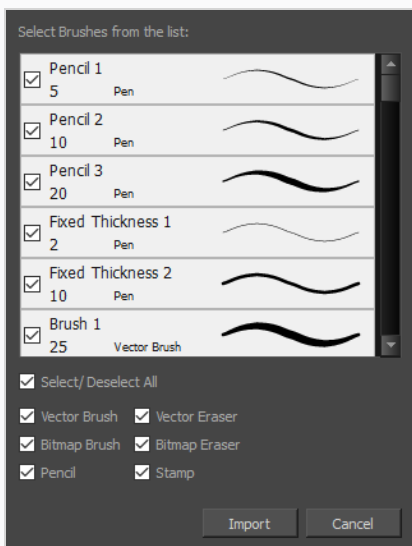 Select Brushes from the list:
Pencil 1
5 Pen
Pencil 2
10 Pen
Pencil 3
20 Pen
Fixed Thickness 1
2 Pen
Fixed Thickness 2
10 Pen
Brush 1
25 Vector Brush
Select/Deselect All
Vector Brush Vector Eraser
Bitmap Brush Bitmap Eraser
Pencil Stamp
Import Cancel